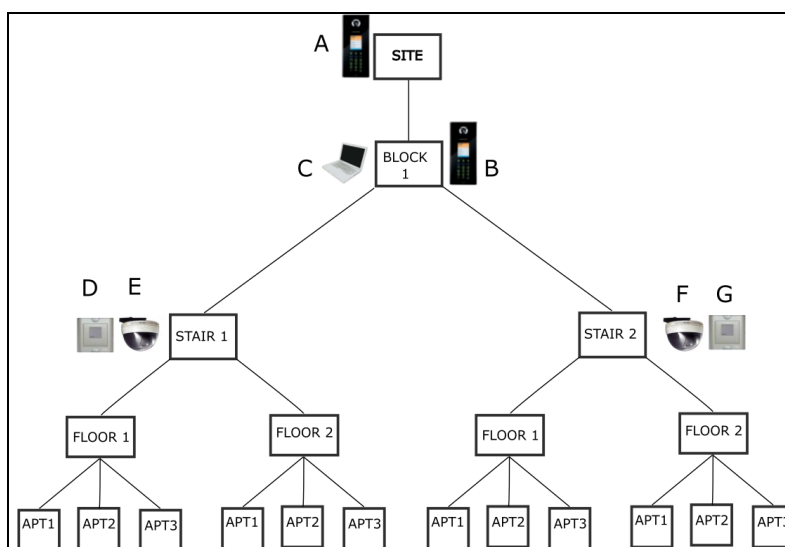 A
SITE
C
BLOCK
1
B
D
E
F
G
STAIR 1
STAIR 2
FLOOR 1
FLOOR 2
FLOOR 1
FLOOR 2
APT1
APT2
APT3
APT1
APT2
APT3
APT1
APT2
APT3
APT1
APT2
APT3